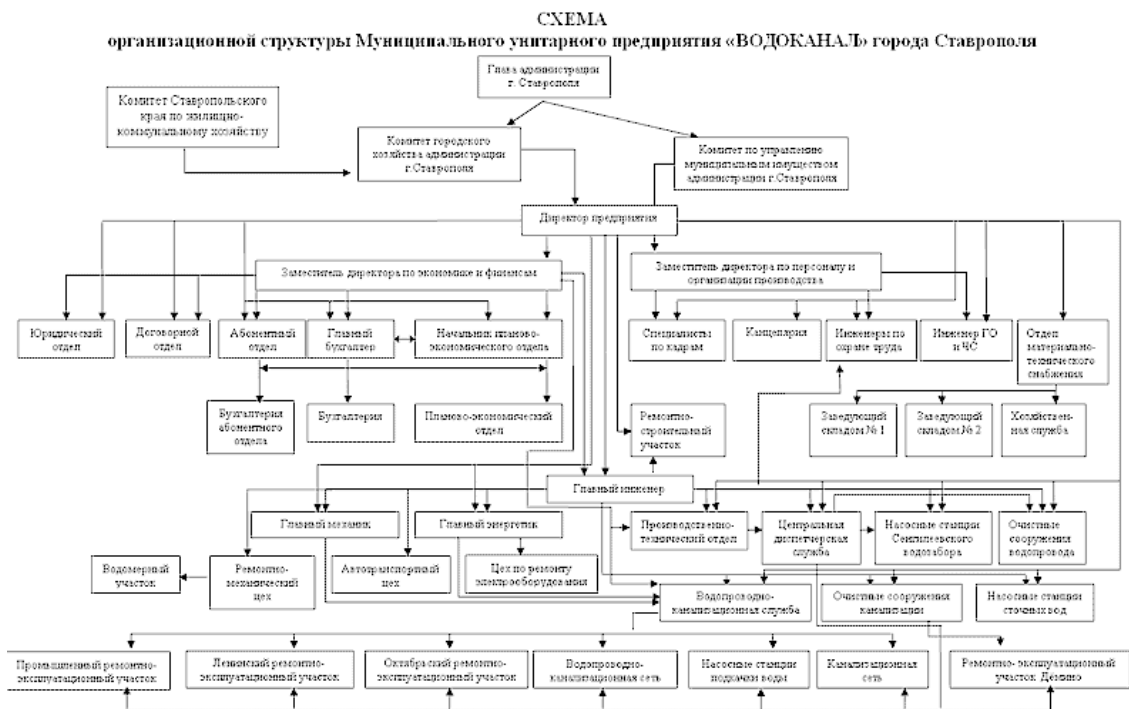 СХЕМА
организационной структуры Муниципального унитарного предприятия «ВОДОКАНАЛ» города Ставрополя
Глава администрации
г. Ставрополя
Комитет Ставропольского
края по жилищно-
коммунальному хозяйству
Комитет городского
хозяйства администрации
г.Ставрополя
Комитет по управлению
муниципальным имуществом
администрации г.Ставрополя
Директор предприятия
Заместитель директора по экономике и финансам
Заместитель директора по персоналу и
организации производства
Юридический
отдел
Договорной
отдел
Абонентный
отдел
Главный
бухгалтер
Начальник планово-
экономического отдела
Специалисты
по кадрам
Канцелярия
Инженеры по
охране труда
Инженер ГО
и ЧС
Отдел
материально-
технического
снабжения
Бухгалтерия
абонентного
отдела
Бухгалтерия
Планово-экономический
отдел
Ремонтно-
строительный
участок
Заведующий
складом № 1
Заведующий
складом № 2
Хозяйствен-
ная служба
Главный инженер
Главный механик
Главный энергетик
Производственно-
технический отдел
Центральная
диспетчерская
служба
Насосные станции
Сенгилеевского
водозабора
Очистные
сооружения
водопровода
Водомерный
участок
Ремонтно-
механический
цех
Автотранспортный
цех
Цех по ремонту
электрооборудования
Водопроводно-
канализационная служба
Очистные сооружения
канализации
Насосные станции
сточных вод
Промышленный ремонтно-
эксплуатационный участок
Ленинский ремонтно-
эксплуатационный участок
Октябрьский ремонтно-
эксплуатационный участок
Водопроводно-
канализационная сеть
Насосные станции
подкачки воды
Канализационная
сеть
Ремонтно- эксплуатационный
участок Дёмино